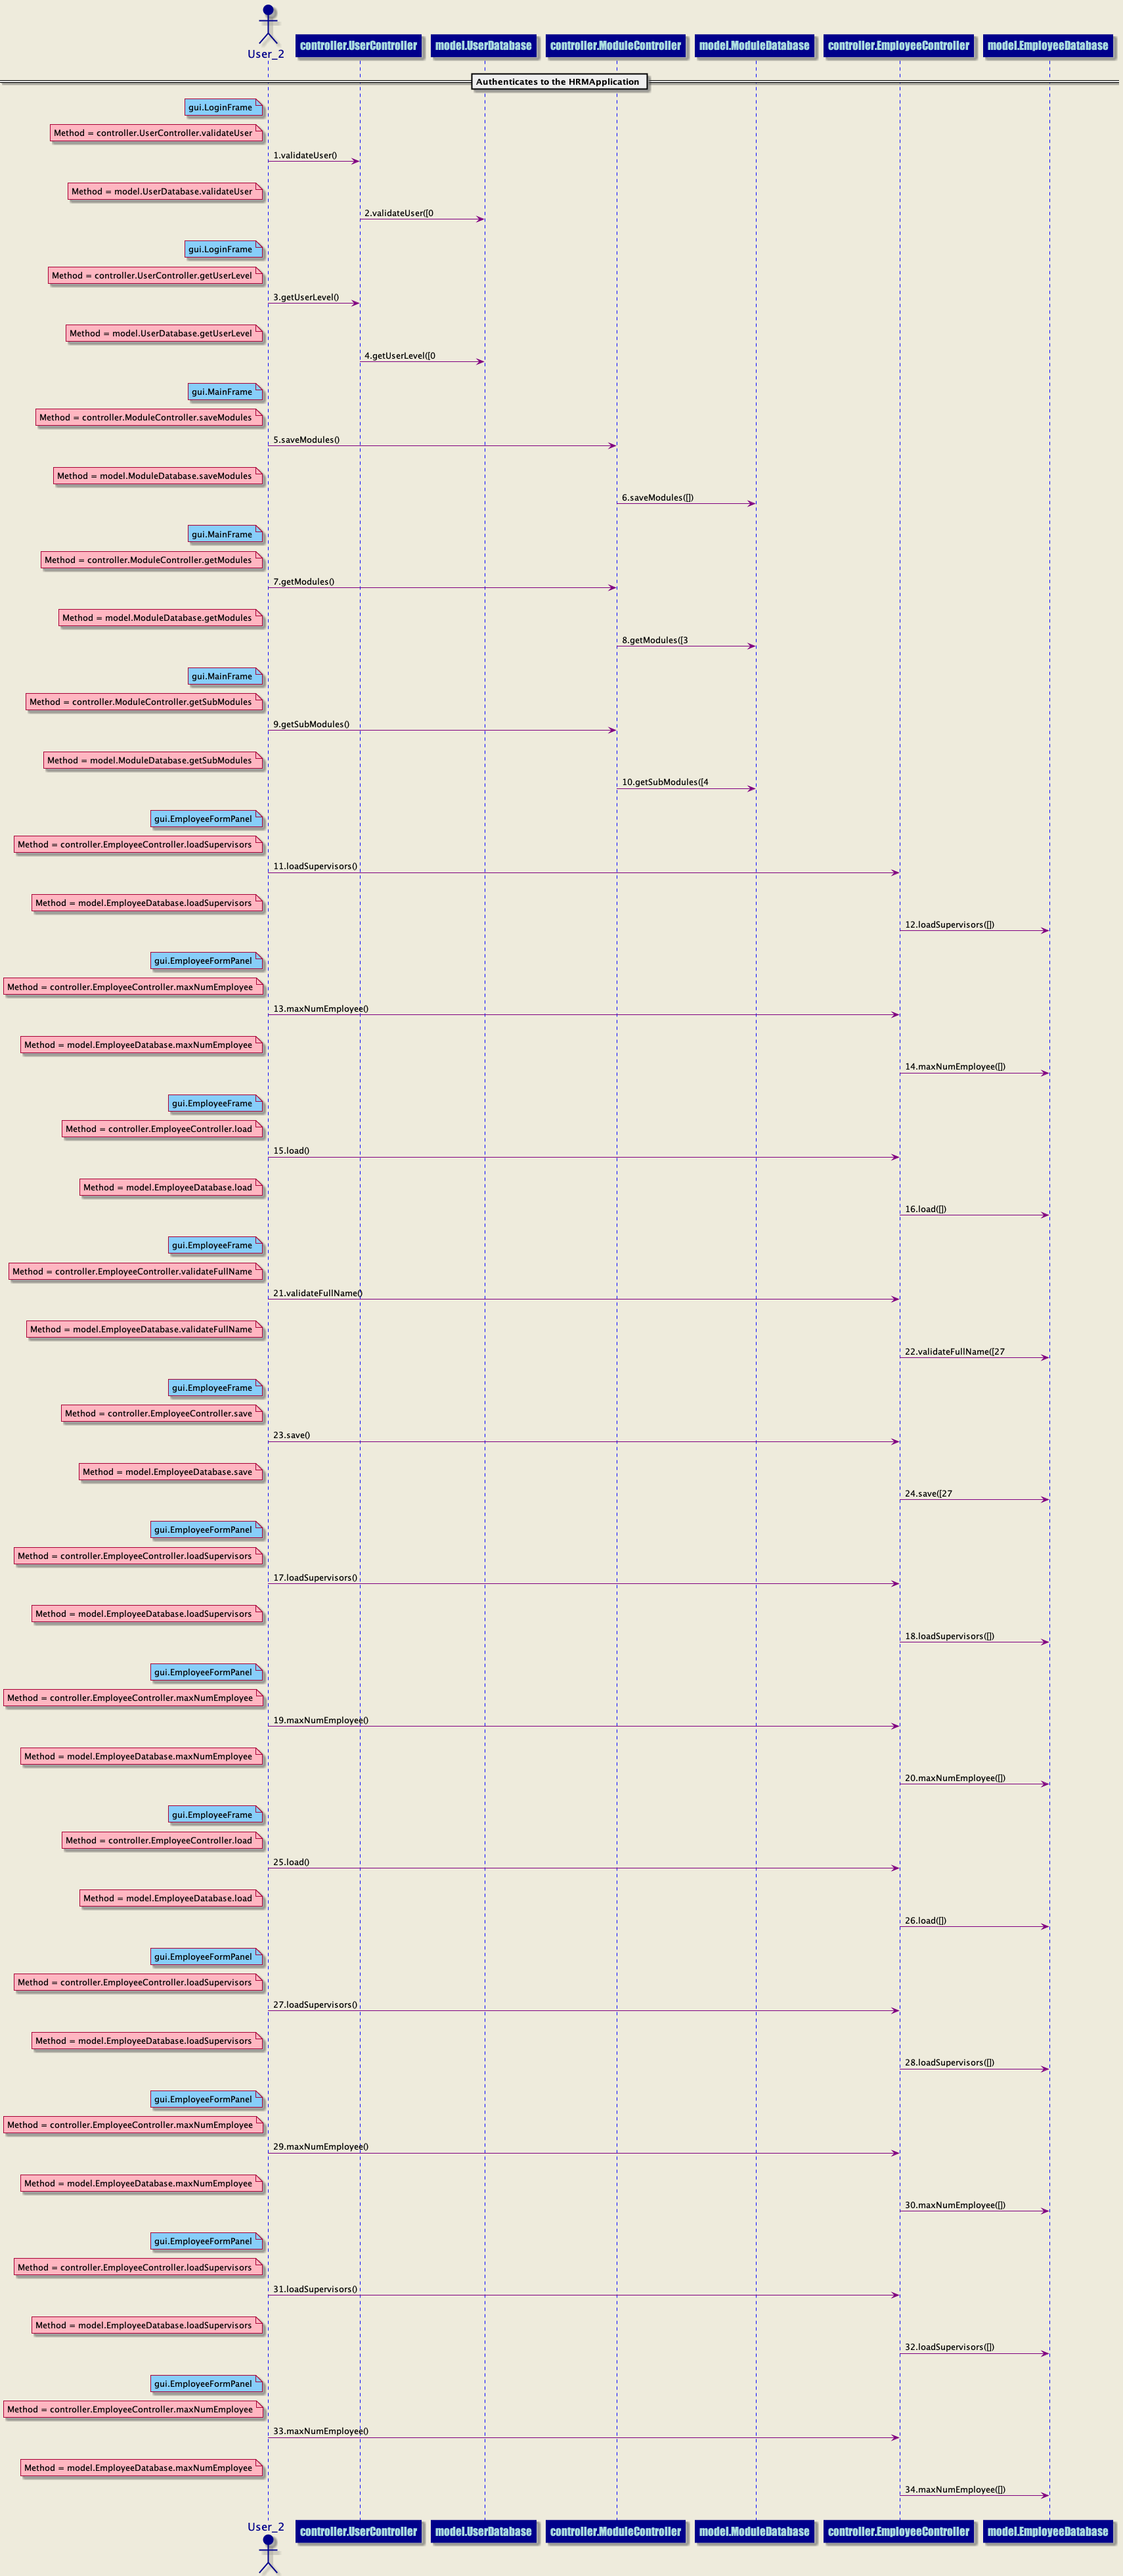 User_2
controller.UserController
model.UserDatabase
controller.ModuleController
model.ModuleDatabase
controller.EmployeeController
model.EmployeeDatabase
Authenticates to the HRMApplication
gui.LoginFrame
Method = controller.UserController.validateUser
1.validateUser()
Method = model.UserDatabase.validateUser
2.validateUser([0
gui.LoginFrame
Method = controller.UserController.getUserLevel
3.getUserLevel()
Method = model.UserDatabase.getUserLevel
4.getUserLevel([0
gui.MainFrame
Method = controller.ModuleController.saveModules
5.saveModules()
Method = model.ModuleDatabase.saveModules
6.saveModules([])
gui.MainFrame
Method = controller.ModuleController.getModules
7.getModules()
Method = model.ModuleDatabase.getModules
8.getModules([3
gui.MainFrame
Method = controller.ModuleController.getSubModules
9.getSubModules()
Method = model.ModuleDatabase.getSubModules
10.getSubModules([4
gui.EmployeeFormPanel
Method = controller.EmployeeController.loadSupervisors
11.loadSupervisors()
Method = model.EmployeeDatabase.loadSupervisors
12.loadSupervisors([])
gui.EmployeeFormPanel
Method = controller.EmployeeController.maxNumEmployee
13.maxNumEmployee()
Method = model.EmployeeDatabase.maxNumEmployee
14.maxNumEmployee([])
gui.EmployeeFrame
Method = controller.EmployeeController.load
15.load()
Method = model.EmployeeDatabase.load
16.load([])
gui.EmployeeFrame
Method = controller.EmployeeController.validateFullName
21.validateFullName()
Method = model.EmployeeDatabase.validateFullName
22.validateFullName([27
gui.EmployeeFrame
Method = controller.EmployeeController.save
23.save()
Method = model.EmployeeDatabase.save
24.save([27
gui.EmployeeFormPanel
Method = controller.EmployeeController.loadSupervisors
17.loadSupervisors()
Method = model.EmployeeDatabase.loadSupervisors
18.loadSupervisors([])
gui.EmployeeFormPanel
Method = controller.EmployeeController.maxNumEmployee
19.maxNumEmployee()
Method = model.EmployeeDatabase.maxNumEmployee
20.maxNumEmployee([])
gui.EmployeeFrame
Method = controller.EmployeeController.load
25.load()
Method = model.EmployeeDatabase.load
26.load([])
gui.EmployeeFormPanel
Method = controller.EmployeeController.loadSupervisors
27.loadSupervisors()
Method = model.EmployeeDatabase.loadSupervisors
28.loadSupervisors([])
gui.EmployeeFormPanel
Method = controller.EmployeeController.maxNumEmployee
29.maxNumEmployee()
Method = model.EmployeeDatabase.maxNumEmployee
30.maxNumEmployee([])
gui.EmployeeFormPanel
Method = controller.EmployeeController.loadSupervisors
31.loadSupervisors()
Method = model.EmployeeDatabase.loadSupervisors
32.loadSupervisors([])
gui.EmployeeFormPanel
Method = controller.EmployeeController.maxNumEmployee
33.maxNumEmployee()
Method = model.EmployeeDatabase.maxNumEmployee
34.maxNumEmployee([])
User_2
controller.UserController
model.UserDatabase
controller.ModuleController
model.ModuleDatabase
controller.EmployeeController
model.EmployeeDatabase